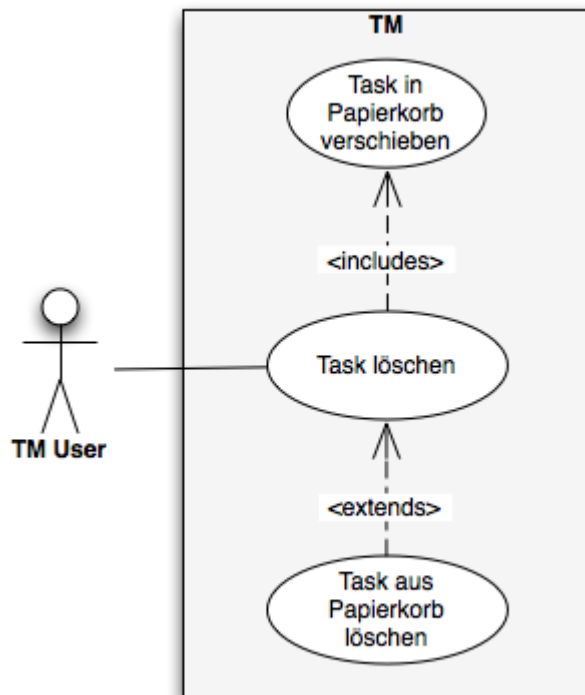 TM
Task in
Papierkorb
verschieben
<includes>
Task löschen
TM User
<extends>
Task aus
Papierkorb
löschen